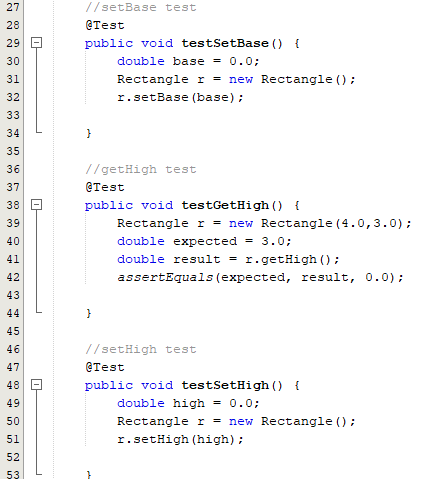 27 //setBase test
28 @Test
29 public void testSetBase() {
30 double base = 0.0;
31 Rectangle r = new Rectangle();
32 r.setBase(base);
33
34 }
35
36 //getHigh test
37 @Test
38 public void testGetHigh() {
39 Rectangle r = new Rectangle(4.0,3.0);
40 double expected = 3.0;
41 double result = r.getHigh();
42 assertEquals(expected, result, 0.0);
43
44 }
45
46 //setHigh test
47 @Test
48 public void testSetHigh() {
49 double high = 0.0;
50 Rectangle r = new Rectangle();
51 r.setHigh(high);
52
53 }